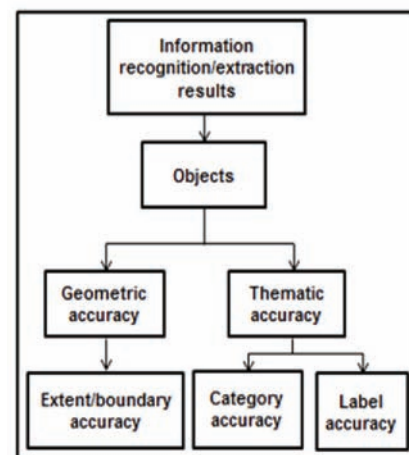 Information
recognition/extraction
results
Objects
Geometric
accuracy
Thematic
accuracy
Extent/boundary
accuracy
Category
accuracy
Label
accuracy